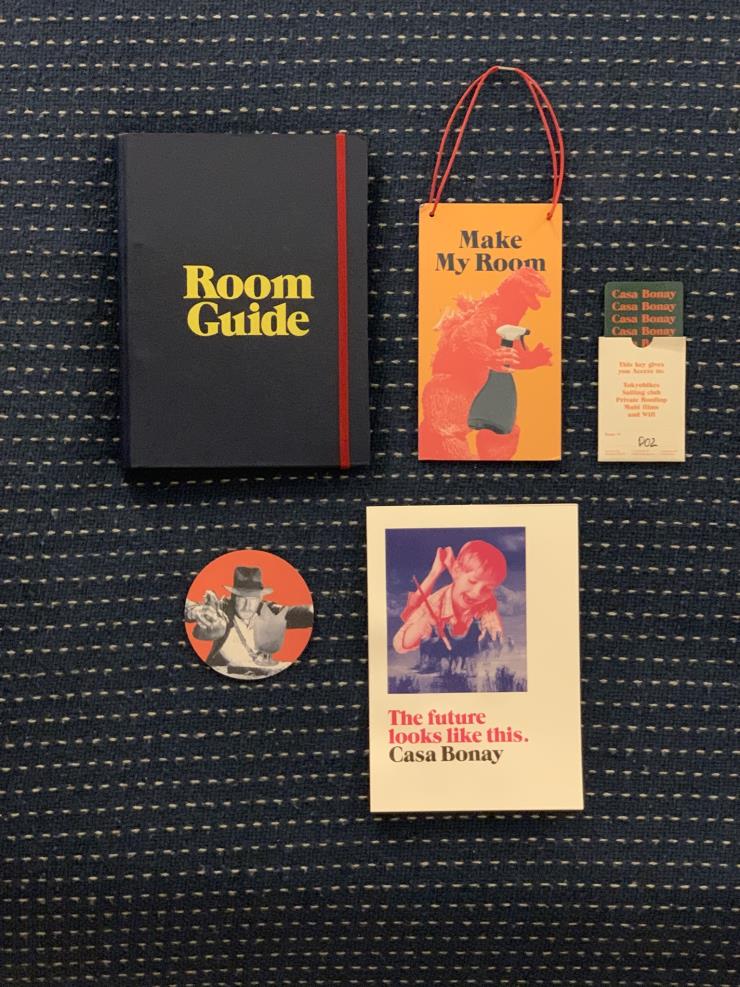 Room
Guide
Make
My Room
Casa Bonay
Casa Bonay
Casa Bonay
Casa Bonay
This key gives
you Access to:
Tokyobikes
Sailing club
Private Rooftop
Mubi films
and Wifi
D02
The future
looks like this.
Casa Bonay